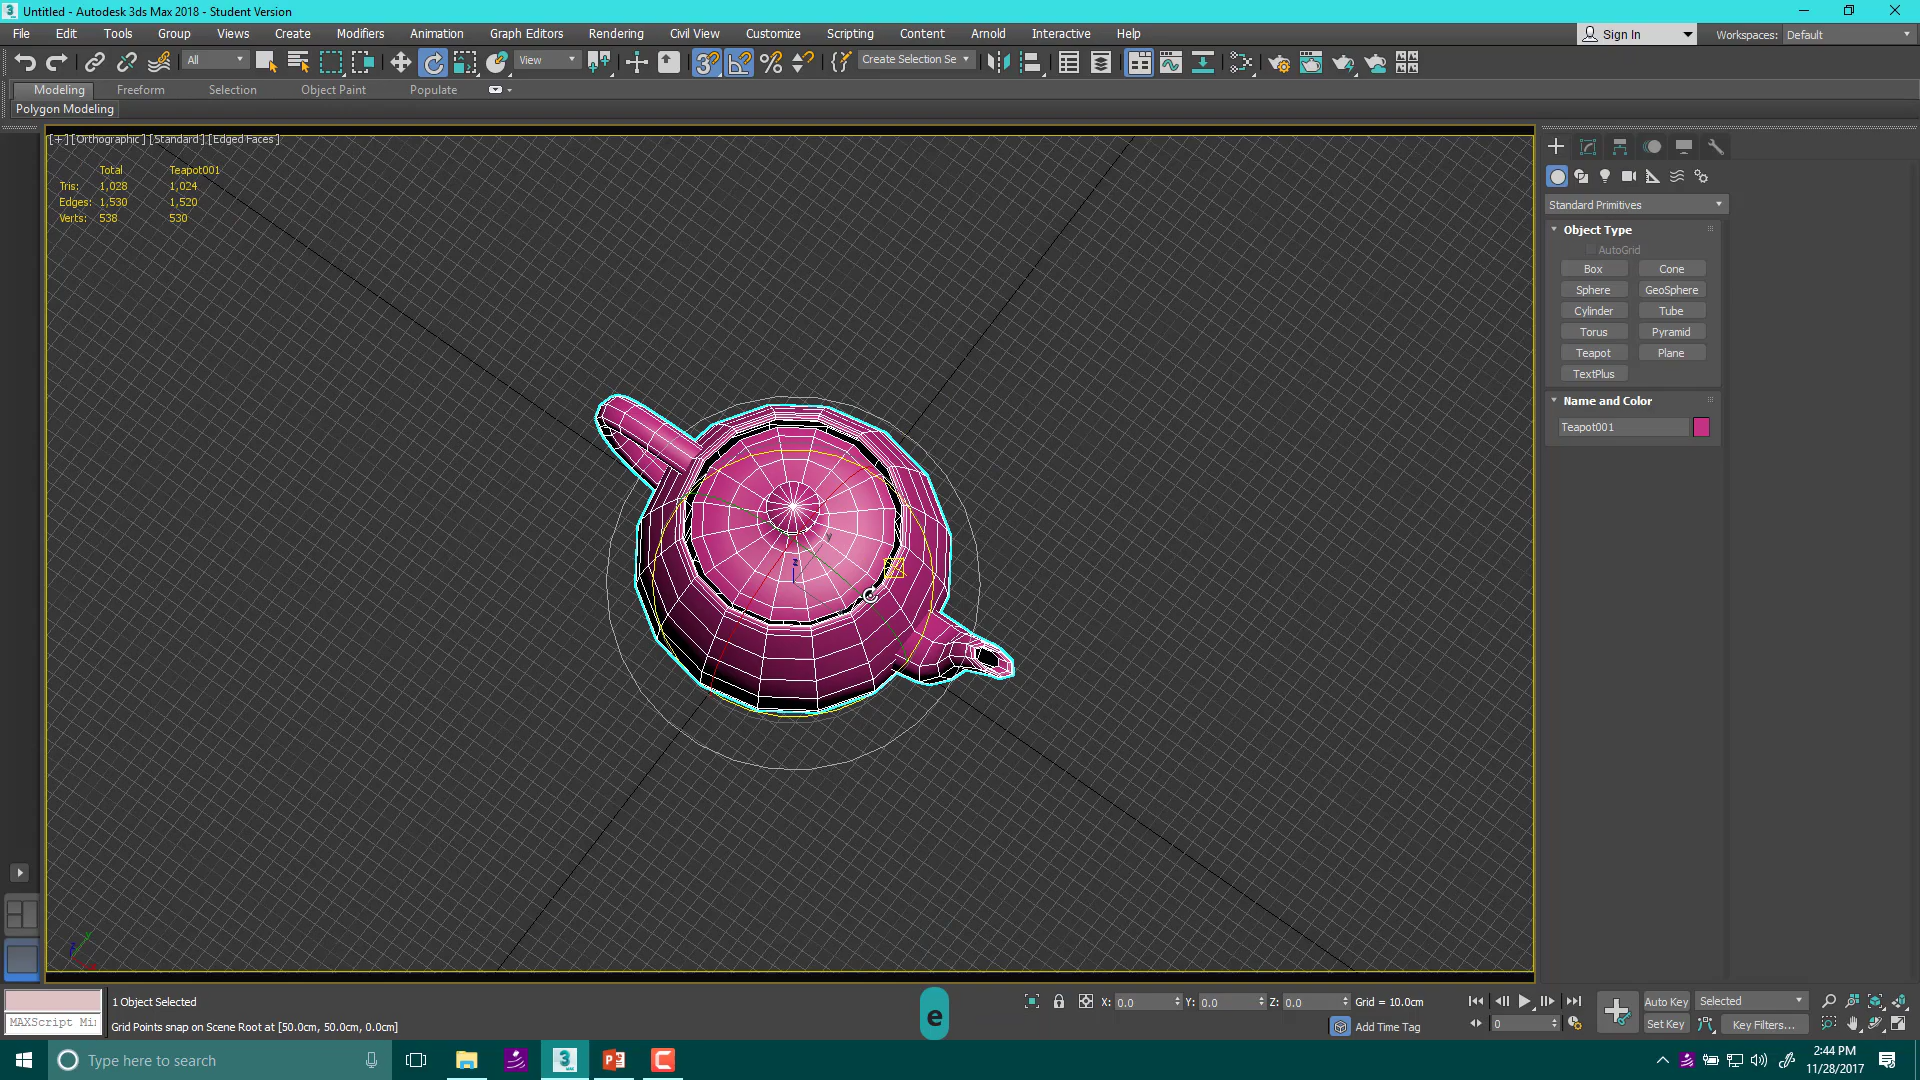 Untitled - Autodesk 3ds Max 2018 - Student Version
File Edit Tools Group Views Create Modifiers Animation Graph Editors Rendering Civil View Customize Scripting Content Arnold Interactive Help
Sign In Workspaces: Default
All View Create Selection Se
Modeling Freeform Selection Object Paint Populate
Polygon Modeling
[+] [Orthographic] [Standard] [Edged Faces]
Total Teapot001
Tris: 1,028 1,024
Edges: 1,530 1,520
Verts: 538 530
Standard Primitives
Object Type
AutoGrid
Box Cone
Sphere GeoSphere
Cylinder Tube
Torus Pyramid
Teapot Plane
TextPlus
Name and Color
Teapot001
1 Object Selected
X: 0.0 Y: 0.0 Z: 0.0 Grid = 10.0cm
Auto Key Selected
MAXScript Mi
Grid Points snap on Scene Root at [50.0cm, 50.0cm, 0.0cm]
e
Add Time Tag
0
Set Key Key Filters...
Type here to search
2:44 PM
11/28/2017